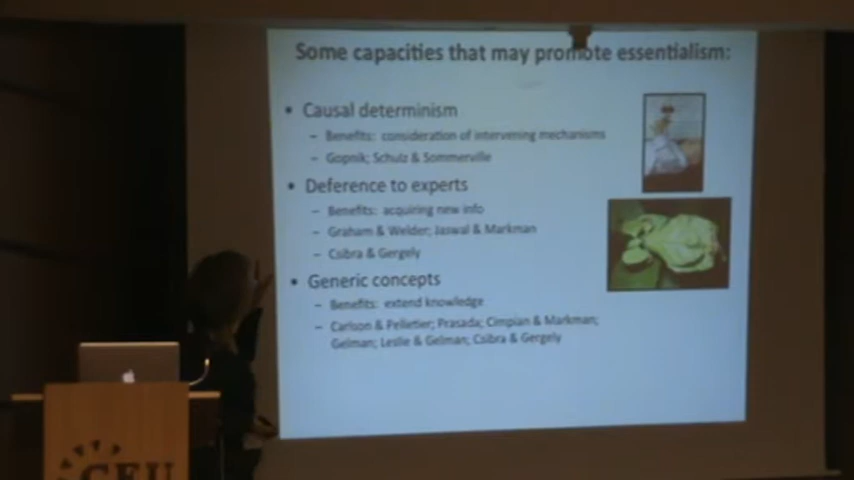 Some capacities that may promote essentialism:
• Causal determinism
– Benefits: consideration of intervening mechanisms
– Gopnik; Schulz & Sommerville
• Deference to experts
– Benefits: acquiring new info
– Graham & Welder; Jaswal & Markman
– Csibra & Gergely
• Generic concepts
– Benefits: extend knowledge
– Carlson & Pelletier; Prasada; Cimpian & Markman;
Gelman; Leslie & Gelman; Csibra & Gergely
CEU